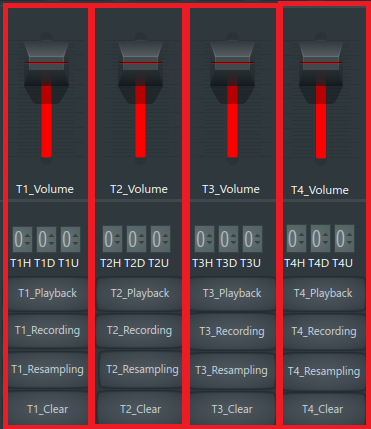 T1_Volume T2_Volume T3_Volume T4_Volume
0 0 0 0 0 0 0 0 0 0 0 0
T1H T1D T1U T2H T2D T2U T3H T3D T3U T4H T4D T4U
T1_Playback T2_Playback T3_Playback T4_Playback
T1_Recording T2_Recording T3_Recording T4_Recording
T1_Resampling T2_Resampling T3_Resampling T4_Resampling
T1_Clear T2_Clear T3_Clear T4_Clear